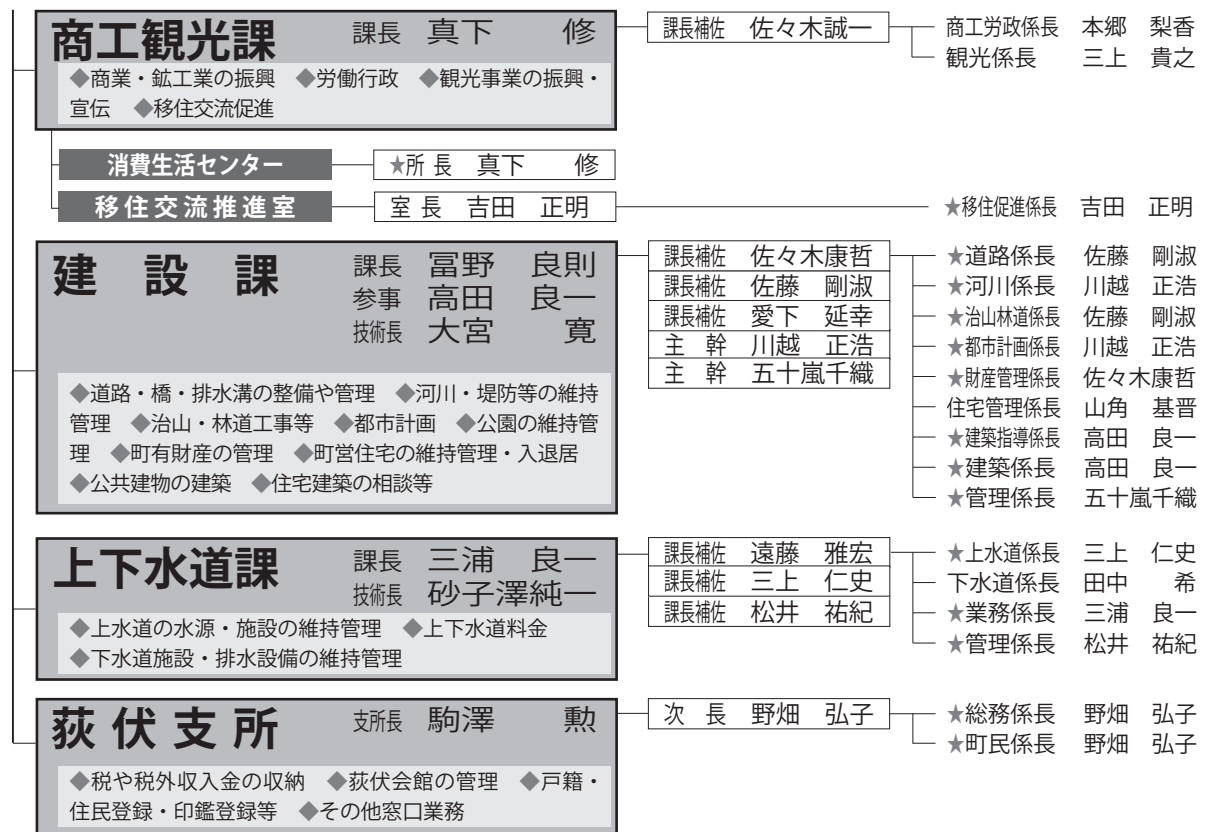 商工観光課 課長 真下 修
◆商業・鉱工業の振興 ◆労働行政 ◆観光事業の振興・
宣伝 ◆移住交流促進
課長補佐 佐々木誠一
商工労政係長 本郷 梨香
観光係長 三上 貴之
消費生活センター ★所長 真下 修
移住交流推進室 室長 吉田 正明
★移住促進係長 吉田 正明
建設課 課長 冨野 良則
参事 高田 良一
技術長 大宮 寛
◆道路・橋・排水溝の整備や管理 ◆河川・堤防等の維持
管理 ◆治山・林道工事等 ◆都市計画 ◆公園の維持管
理 ◆町有財産の管理 ◆町営住宅の維持管理・入退居
◆公共建物の建築 ◆住宅建築の相談等
課長補佐 佐々木康哲
課長補佐 佐藤 剛淑
課長補佐 愛下 延幸
主幹 川越 正浩
主幹 五十嵐千織
★道路係長 佐藤 剛淑
★河川係長 川越 正浩
★治山林道係長 佐藤 剛淑
★都市計画係長 川越 正浩
★財産管理係長 佐々木康哲
住宅管理係長 山角 基晋
★建築指導係長 高田 良一
★建築係長 高田 良一
★管理係長 五十嵐千織
上下水道課 課長 三浦 良一
技術長 砂子澤純一
◆上水道の水源・施設の維持管理 ◆上下水道料金
◆下水道施設・排水設備の維持管理
課長補佐 遠藤 雅宏
課長補佐 三上 仁史
課長補佐 松井 祐紀
★上水道係長 三上 仁史
下水道係長 田中 希
★業務係長 三浦 良一
★管理係長 松井 祐紀
荻伏支所 支所長 駒澤 勲
◆税や税外収入金の収納 ◆荻伏会館の管理 ◆戸籍・
住民登録・印鑑登録等 ◆その他窓口業務
次長 野畑 弘子
★総務係長 野畑 弘子
★町民係長 野畑 弘子